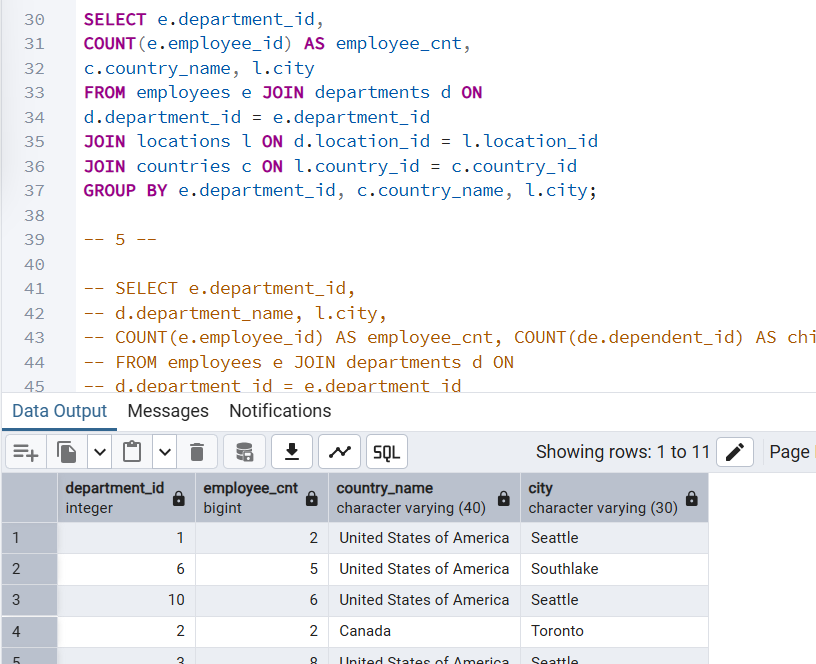 30 SELECT e.department_id,
31 COUNT(e.employee_id) AS employee_cnt,
32 c.country_name, l.city
33 FROM employees e JOIN departments d ON
34 d.department_id = e.department_id
35 JOIN locations l ON d.location_id = l.location_id
36 JOIN countries c ON l.country_id = c.country_id
37 GROUP BY e.department_id, c.country_name, l.city;
38
39 -- 5 --
40
41 -- SELECT e.department_id,
42 -- d.department_name, l.city,
43 -- COUNT(e.employee_id) AS employee_cnt, COUNT(de.dependent_id) AS chi
44 -- FROM employees e JOIN departments d ON
45 -- d.department_id = e.department_id
Data Output Messages Notifications
SQL Showing rows: 1 to 11 Page
department_id employee_cnt country_name city
integer bigint character varying (40) character varying (30)
1 1 2 United States of America Seattle
2 6 5 United States of America Southlake
3 10 6 United States of America Seattle
4 2 2 Canada Toronto
5 3 8 United States of America Seattle